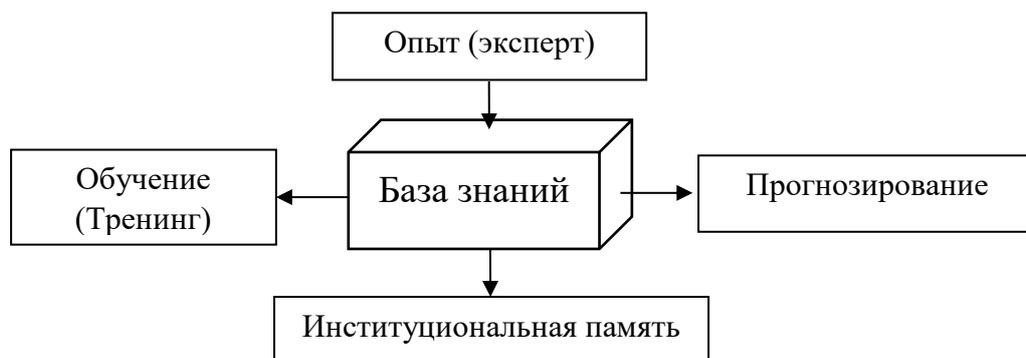 Опыт (эксперт)
База знаний
Обучение
(Тренинг)
Прогнозирование
Институциональная память